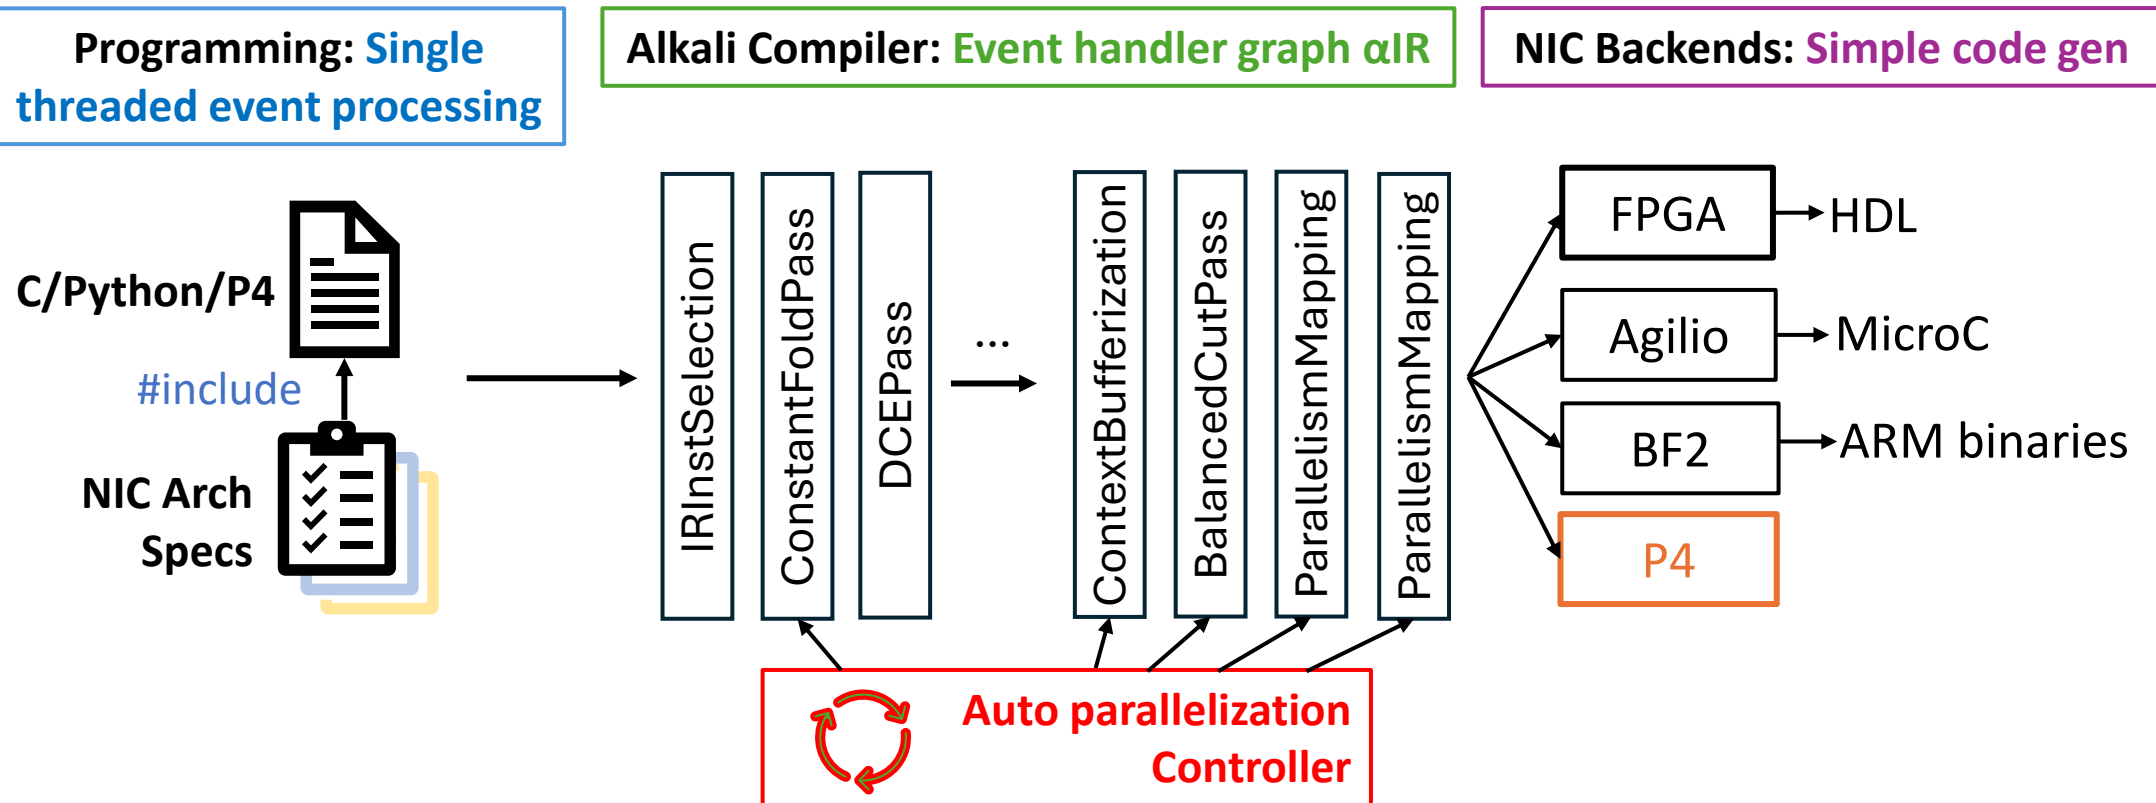 Programming: Single
threaded event processing
Alkali Compiler: Event handler graph αIR
NIC Backends: Simple code gen
C/Python/P4
#include
NIC Arch
Specs
IRInstSelection
ConstantFoldPass
DCEPass
...
ContextBufferization
BalancedCutPass
ParallelismMapping
ParallelismMapping
FPGA
HDL
Agilio
MicroC
BF2
ARM binaries
P4
Auto parallelization
Controller